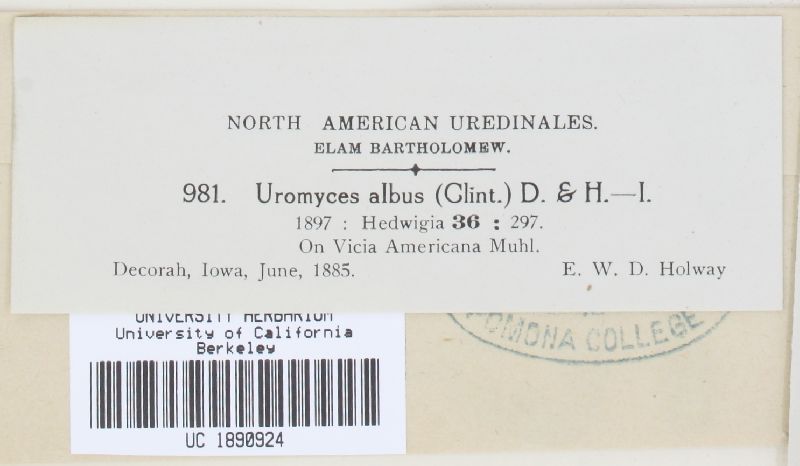 NORTH AMERICAN UREDINALES.
ELAM BARTHOLOMEW.
981. Uromyces albus (Clint.) D. & H.—I.
1897 : Hedwigia 36 : 297.
On Vicia Americana Muhl.
Decorah, Iowa, June, 1885. E. W. D. Holway
UNIVERSITY HERBARIUM
University of California
Berkeley
UC 1890924
POMONA COLLEGE